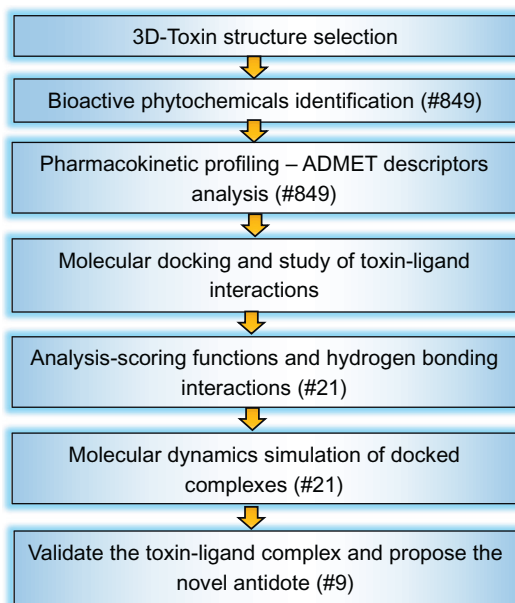 3D-Toxin structure selection
Bioactive phytochemicals identification (#849)
Pharmacokinetic profiling – ADMET descriptors
analysis (#849)
Molecular docking and study of toxin-ligand
interactions
Analysis-scoring functions and hydrogen bonding
interactions (#21)
Molecular dynamics simulation of docked
complexes (#21)
Validate the toxin-ligand complex and propose the
novel antidote (#9)